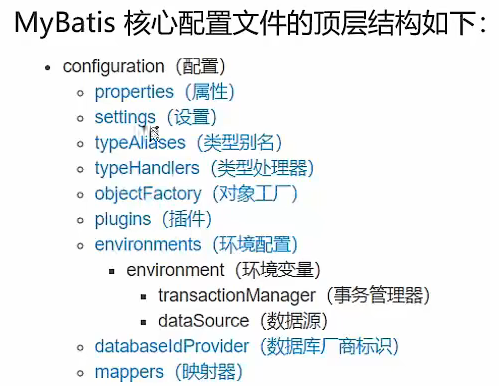 MyBatis 核心配置文件的顶层结构如下：
configuration（配置）
properties（属性）
settings（设置）
typeAliases（类型别名）
typeHandlers（类型处理器）
objectFactory（对象工厂）
plugins（插件）
environments（环境配置）
environment（环境变量）
transactionManager（事务管理器）
dataSource（数据源）
databaseIdProvider（数据库厂商标识）
mappers（映射器）